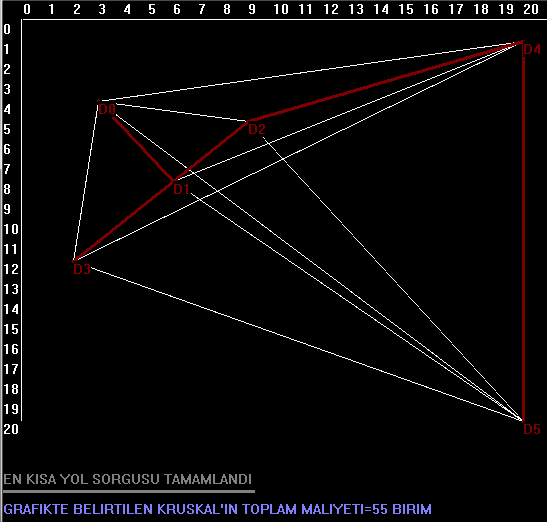 0 1 2 3 4 5 6 7 8 9 10 11 12 13 14 15 16 17 18 19 20
0
1
D4
2
3
4
D0
5
D2
6
7
8
D1
9
10
11
12
D3
13
14
15
16
17
18
19
20
D5
EN KISA YOL SORGUSU TAMAMLANDI
GRAFIKTE BELIRTILEN KRUSKAL'IN TOPLAM MALIYETI=55 BIRIM